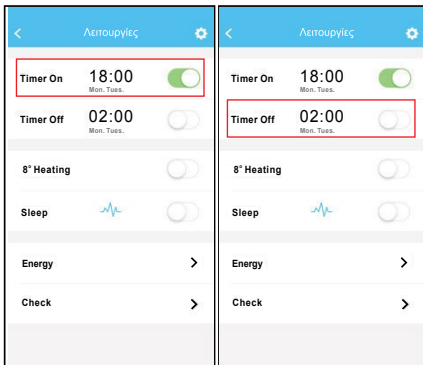 Λειτουργίες
Timer On 18:00
Mon. Tues.
Timer Off 02:00
Mon. Tues.
8° Heating
Sleep
Energy
Check
Λειτουργίες
Timer On 18:00
Mon. Tues.
Timer Off 02:00
Mon. Tues.
8° Heating
Sleep
Energy
Check